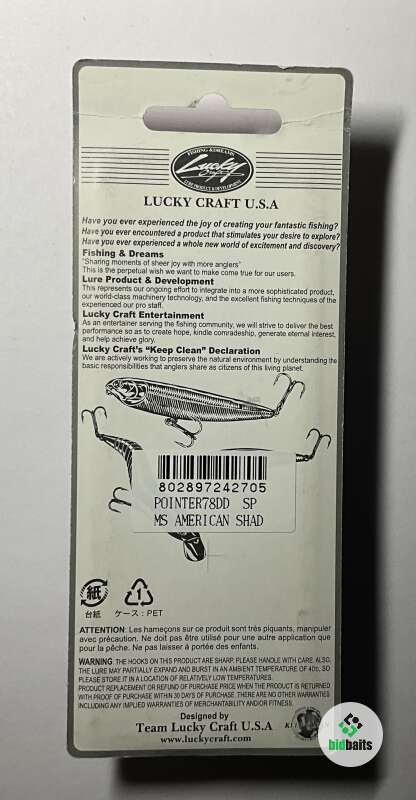 FISHING & DREAMS
Lucky
Craft
LURE PRODUCT & DEVELOPMENT
LUCKY CRAFT U.S.A
Have you ever experienced the joy of creating your fantastic fishing?
Have you ever encountered a product that stimulates your desire to explore?
Have you ever experienced a whole new world of excitement and discovery?
Fishing & Dreams
"Sharing moments of sheer joy with more anglers"
This is the perpetual wish we want to make come true for our users.
Lure Product & Development
This represents our ongoing effort to integrate into a more sophisticated product,
our world-class machinery technology, and the excellent fishing techniques of the
experienced our pro staff.
Lucky Craft Entertainment
As an entertainer serving the fishing community, we will strive to deliver the best
performance so as to create hope, kindle comradeship, generate eternal interest,
and help achieve glory.
Lucky Craft's "Keep Clean" Declaration
We are actively working to preserve the natural environment by understanding the
basic responsibilities that anglers share as citizens of this living planet.
802897242705
POINTER78DD SP
MS AMERICAN SHAD
紙
台紙
1
ケース : PET
ATTENTION: Les hameçons sur ce produit sont très piquants, manipuler
avec précaution. Ne doit pas être utilisé pour une autre application que
pour la pêche. Ne pas laisser à portée des enfants.
WARNING: THE HOOKS ON THIS PRODUCT ARE SHARP. PLEASE HANDLE WITH CARE. ALSO,
THE LURE MAY PARTIALLY EXPAND AND BURST IN AN AMBIENT TEMPERATURE OF 40℃. SO
PLEASE STORE IT IN A LOCATION OF RELATIVELY LOW TEMPERATURES.
PRODUCT REPLACEMENT OR REFUND OF PURCHASE PRICE WHEN THE PRODUCT IS RETURNED
WITH PROOF OF PURCHASE WITHIN 30 DAYS OF PURCHASE. THERE ARE NO OTHER WARRANTIES
INCLUDING ANY IMPLIED WARRANTIES OF MERCHANTABILITY AND/OR FITNESS.
Designed by
Team Lucky Craft U.S.A
www.luckycraft.com
bidbaits